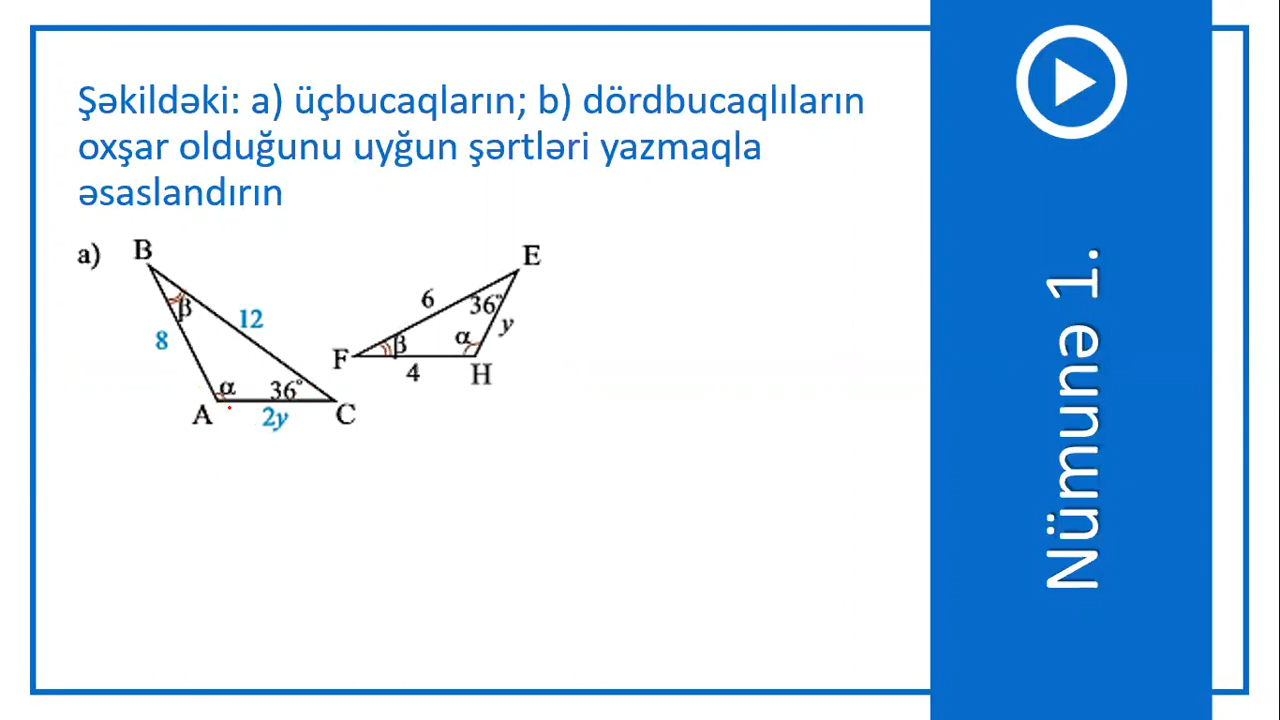 Şəkildəki: a) üçbucaqların; b) dördbucaqlıların
oxşar olduğunu uyğun şərtləri yazmaqla
əsaslandırın
a)
B
β
8
12
α
36°
A
2y
C
E
6
36°
y
β
α
F
4
H
Nümunə 1.